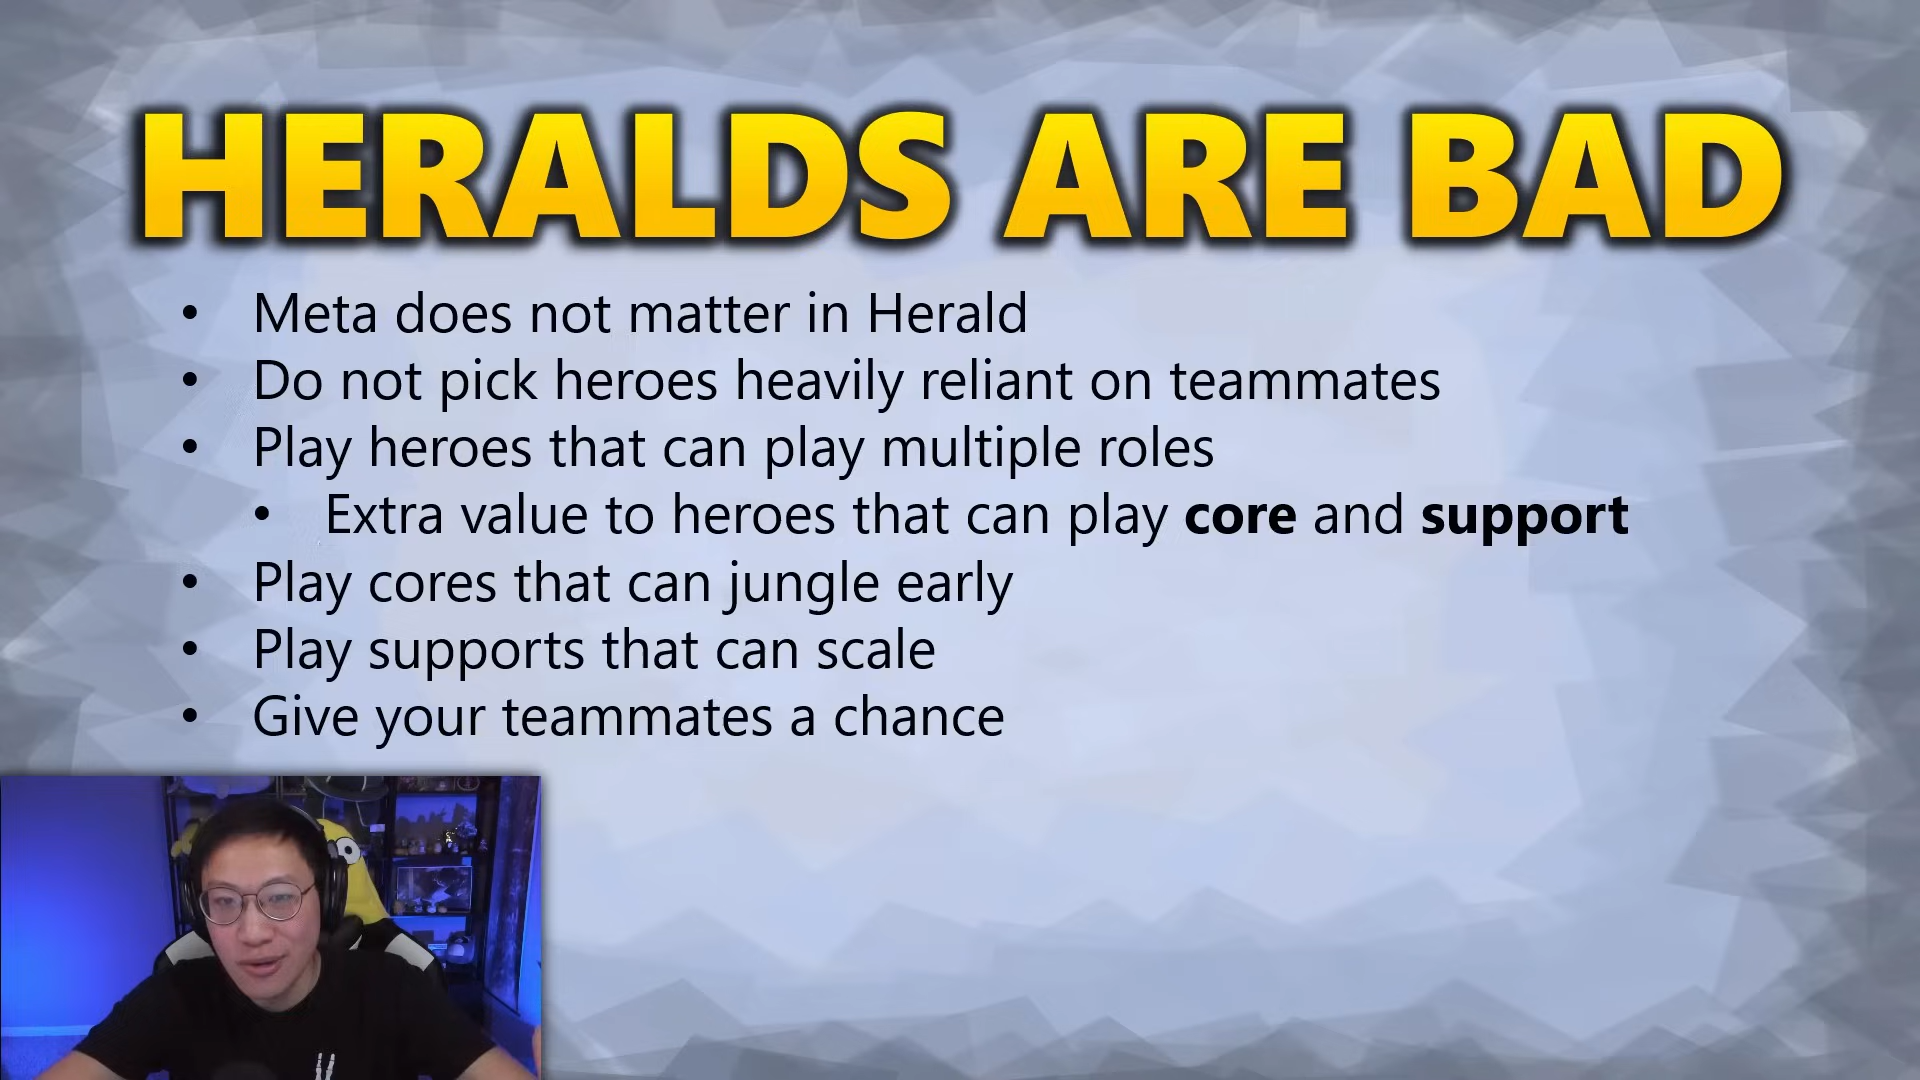 HERALDS ARE BAD
• Meta does not matter in Herald
• Do not pick heroes heavily reliant on teammates
• Play heroes that can play multiple roles
• Extra value to heroes that can play core and support
• Play cores that can jungle early
• Play supports that can scale
• Give your teammates a chance